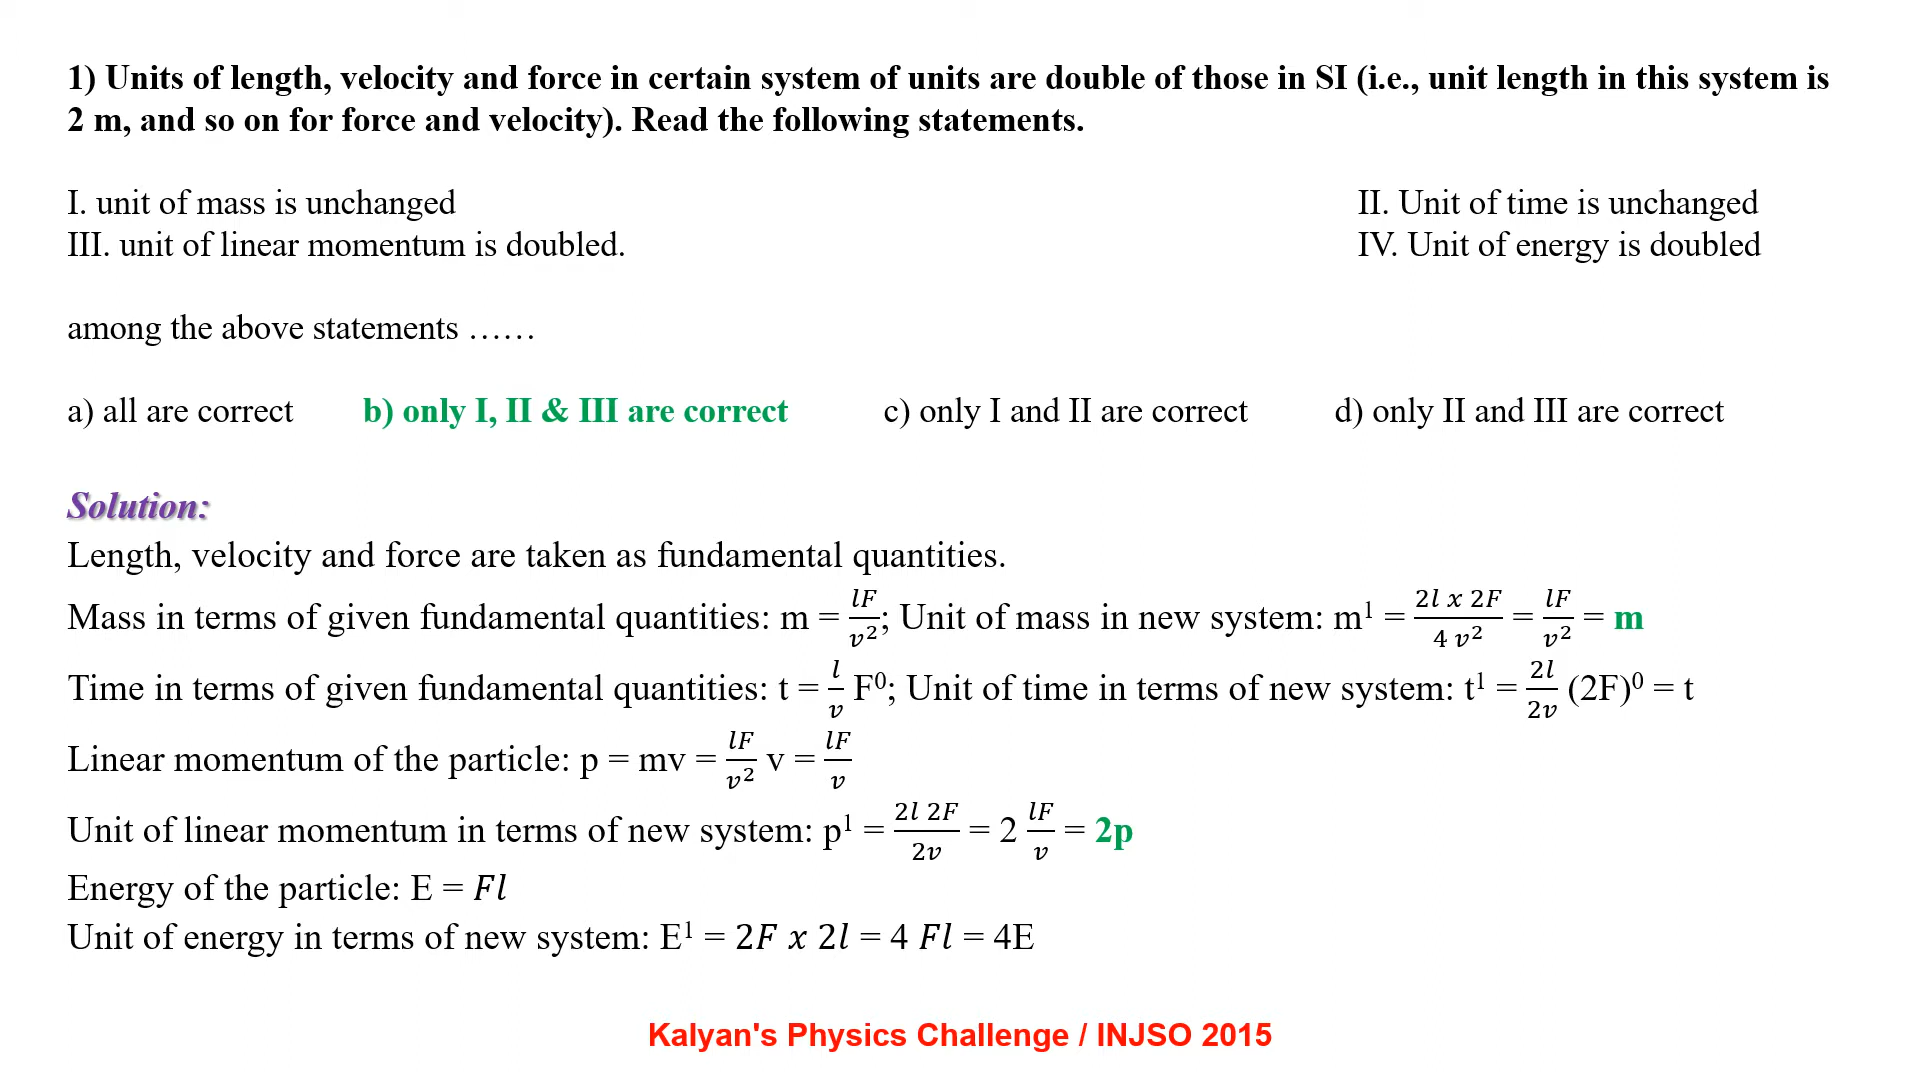 1) Units of length, velocity and force in certain system of units are double of those in SI (i.e., unit length in this system is
2 m, and so on for force and velocity). Read the following statements.
I. unit of mass is unchanged II. Unit of time is unchanged
III. unit of linear momentum is doubled. IV. Unit of energy is doubled
among the above statements ……
a) all are correct b) only I, II & III are correct c) only I and II are correct d) only II and III are correct
Solution:
Length, velocity and force are taken as fundamental quantities.
Mass in terms of given fundamental quantities: m = lF/v²; Unit of mass in new system: m¹ = 2l x 2F/4 v² = lF/v² = m
Time in terms of given fundamental quantities: t = l/v F⁰; Unit of time in terms of new system: t¹ = 2l/2v (2F)⁰ = t
Linear momentum of the particle: p = mv = lF/v² v = lF/v
Unit of linear momentum in terms of new system: p¹ = 2l 2F/2v = 2 lF/v = 2p
Energy of the particle: E = Fl
Unit of energy in terms of new system: E¹ = 2F x 2l = 4 Fl = 4E
Kalyan's Physics Challenge / INJSO 2015